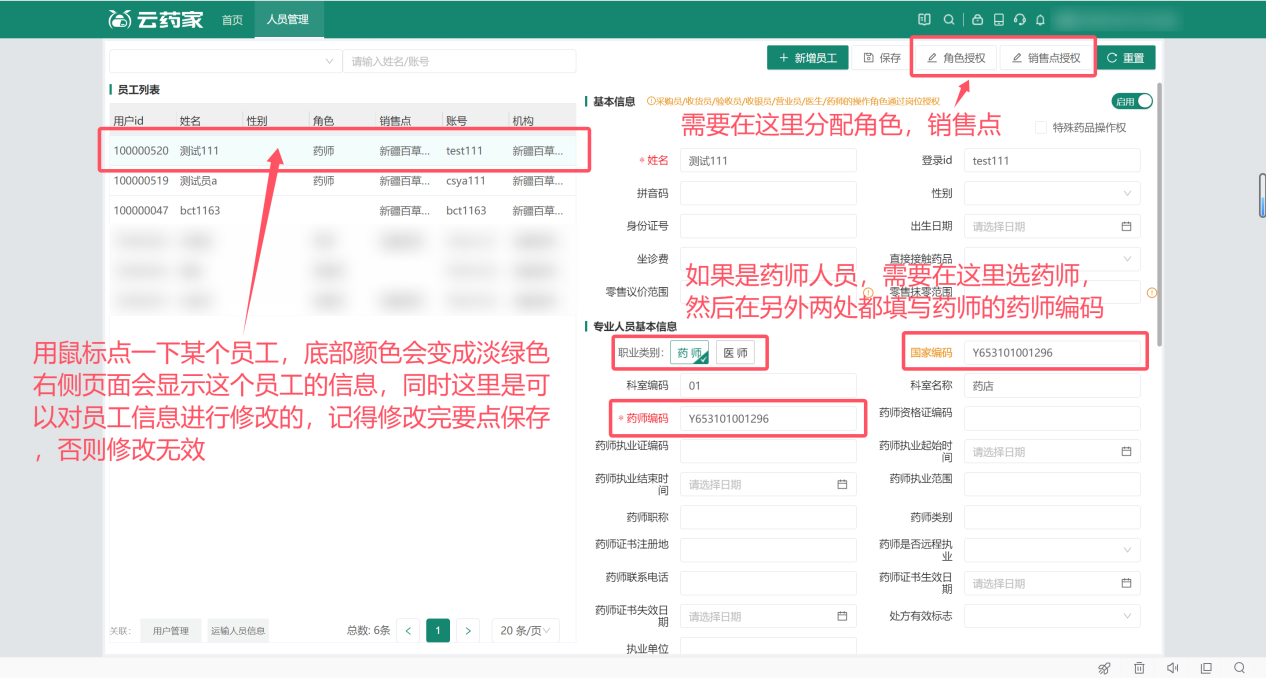 云药家 首页 人员管理
请输入姓名/账号
新增员工 保存 角色授权 销售点授权 重置
员工列表
用户id 姓名 性别 角色 销售点 账号 机构
100000520 测试111 药师 新疆百草... test111 新疆百草...
100000519 测试员a 药师 新疆百草... csya111 新疆百草...
100000047 bct1163 新疆百草... bct1163 新疆百草...
用鼠标点一下某个员工，底部颜色会变成淡绿色
右侧页面会显示这个员工的信息，同时这里是可
以对员工信息进行修改的，记得修改完要点保存
，否则修改无效
关联: 用户管理 运输人员信息 总数: 6条 < 1 > 20 条/页
基本信息 采购员/收货员/验收员/收银员/营业员/医生/药师的操作角色通过岗位授权 启用
需要在这里分配角色，销售点
特殊药品操作权
* 姓名 测试111 登录id test111
拼音码 性别
身份证号 出生日期 请选择日期
坐诊费 直接接触药品
零售议价范围 零售抹零范围
如果是药师人员，需要在这里选药师，
然后在另外两处都填写药师的药师编码
专业人员基本信息
职业类别: 药师 医师 国家编码 Y653101001296
科室编码 01 科室名称 药店
* 药师编码 Y653101001296 药师资格证编码
药师执业证编码 药师执业起始时
间 请选择日期
药师执业结束时
间 请选择日期 药师执业范围
药师职称 药师类别
药师证书注册地 药师是否远程执
业
药师联系电话 药师证书生效日
期 请选择日期
药师证书失效日
期 请选择日期 处方有效标志
执业单位